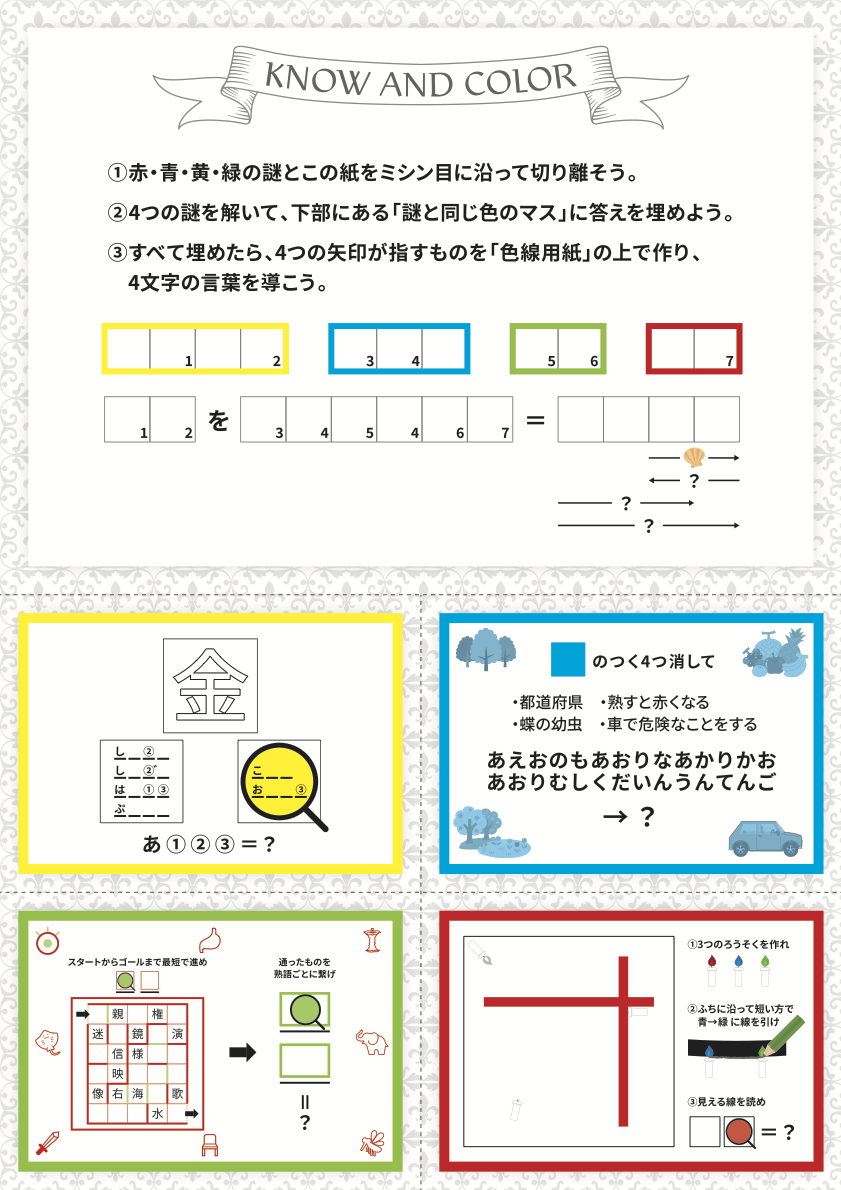 KNOW AND COLOR
①赤・青・黄・緑の謎とこの紙をミシン目に沿って切り離そう。
②4つの謎を解いて、下部にある「謎と同じ色のマス」に答えを埋めよう。
③すべて埋めたら、4つの矢印が指すものを「色線用紙」の上で作り、
4文字の言葉を導こう。
1 2
3 4
5 6
7
1 2 を 3 4 5 4 6 7 =
?
?
?
金
し_②_
し_②゛_
は_①③
ぷ___
こ__
お__③
あ①②③=?
のつく4つ消して
・都道府県 ・熟すと赤くなる
・蝶の幼虫 ・車で危険なことをする
あえおのもあおりなあかりかお
あおりむしくだいんうんてんご
→ ?
スタートからゴールまで最短で進め
親 権
迷 鏡 演
信 様
映
像 右 海 歌
水
通ったものを
熟語ごとに繋げ
=
?
①3つのろうそくを作れ
②ふちに沿って短い方で
青→緑 に線を引け
③見える線を読め
= ?